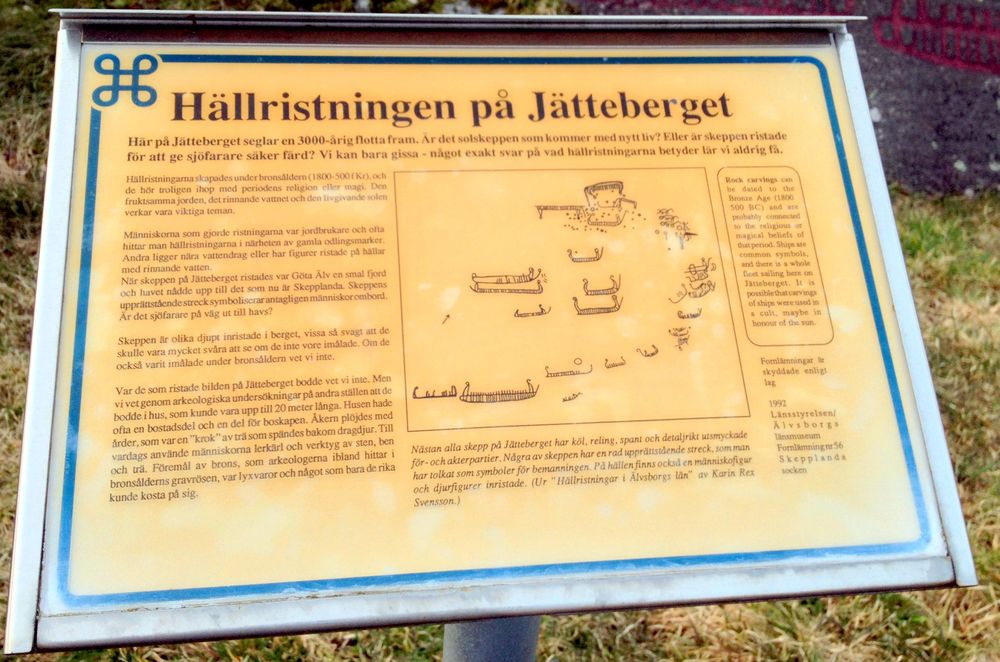 Hällristningen på Jätteberget
Här på Jätteberget seglar en 3000-årig flotta fram. Är det solskeppen som kommer med nytt liv? Eller är skeppen ristade
för att ge sjöfarare säker färd? Vi kan bara gissa - något exakt svar på vad hällristningarna betyder lär vi aldrig få.
Hällristningarna skapades under bronsåldern (1800-500 f Kr), och
de hör troligen ihop med periodens religion eller magi. Den
fruktsamma jorden, det rinnande vattnet och den livgivande solen
verkar vara viktiga teman.
Människorna som gjorde ristningarna var jordbrukare och ofta
hittar man hällristningarna i närheten av gamla odlingsmarker.
Andra ligger nära vattendrag eller har figurer ristade på hällar
med rinnande vatten.
När skeppen på Jätteberget ristades var Göta Älv en smal fjord
och havet nådde upp till det som nu är Skepplanda. Skeppens
upprättstående streck symboliserar antagligen människor ombord.
Är det sjöfarare på väg ut till havs?
Skeppen är olika djupt inristade i berget, vissa så svagt att de
skulle vara mycket svåra att se om de inte vore imålade. Om de
också varit imålade under bronsåldern vet vi inte.
Var de som ristade bilden på Jätteberget bodde vet vi inte. Men
vi vet genom arkeologiska undersökningar på andra ställen att de
bodde i hus, som kunde vara upp till 20 meter långa. Husen hade
ofta en bostadsdel och en del för boskapen. Åkern plöjdes med
årder, som var en "krok" av trä som spändes bakom dragdjur. Till
vardags använde människorna lerkärl och verktyg av sten, ben
och trä. Föremål av brons, som arkeologerna ibland hittar i
bronsålderns gravrösen, var lyxvaror och något som bara de rika
kunde kosta på sig.
Nästan alla skepp på Jätteberget har köl, reling, spant och detaljrikt utsmyckade
för- och akterpartier. Några av skeppen har en rad upprättstående streck, som man
har tolkat som symboler för bemanningen. På hällen finns också en människofigur
och djurfigurer inristade. (Ur "Hällristningar i Älvsborgs län" av Karin Rex
Svensson.)
Rock carvings can
be dated to the
Bronze Age (1800
500 BC) and are
probably connected
to the religious or
magical beliefs of
that period. Ships are
common symbols,
and there is a whole
fleet sailing here on
Jätteberget. It is
possible that carvings
of ships were used in
a cult, maybe in
honour of the sun.
Fornlämningar är
skyddade enligt
lag
1992
Länsstyrelsen/
Älvsborgs
länsmuseum
Fornlämning nr 56
Skepplanda
socken